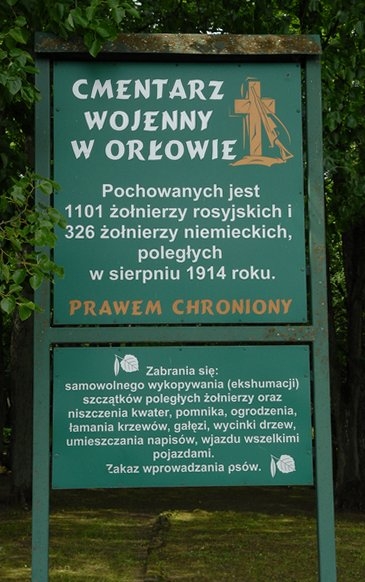 CMENTARZ
WOJENNY
W ORŁOWIE
Pochowanych jest
1101 żołnierzy rosyjskich i
326 żołnierzy niemieckich,
poległych
w sierpniu 1914 roku.
PRAWEM CHRONIONY
Zabrania się:
samowolnego wykopywania (ekshumacji)
szczątków poległych żołnierzy oraz
niszczenia kwater, pomnika, ogrodzenia,
łamania krzewów, gałęzi, wycinki drzew,
umieszczania napisów, wjazdu wszelkimi
pojazdami.
Zakaz wprowadzania psów.